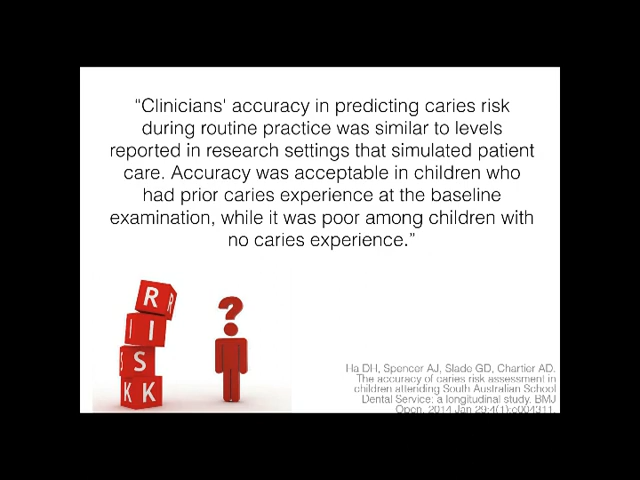 “Clinicians' accuracy in predicting caries risk
during routine practice was similar to levels
reported in research settings that simulated patient
care. Accuracy was acceptable in children who
had prior caries experience at the baseline
examination, while it was poor among children with
no caries experience.”
R R
I I
S S
K K
?
Ha DH, Spencer AJ, Slade GD, Chartier AD.
The accuracy of caries risk assessment in
children attending South Australian School
Dental Service: a longitudinal study. BMJ
Open. 2014 Jan 29;4(1):e004311.